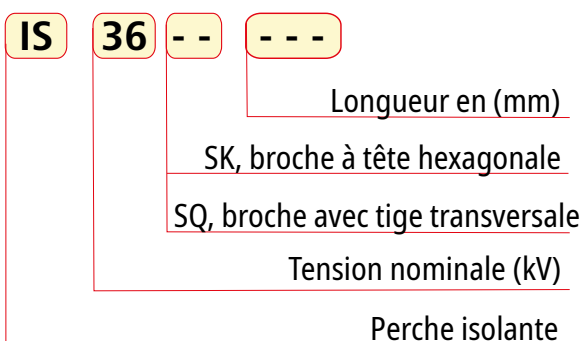 IS 36 - - - - -
Longueur en (mm)
SK, broche à tête hexagonale
SQ, broche avec tige transversale
Tension nominale (kV)
Perche isolante